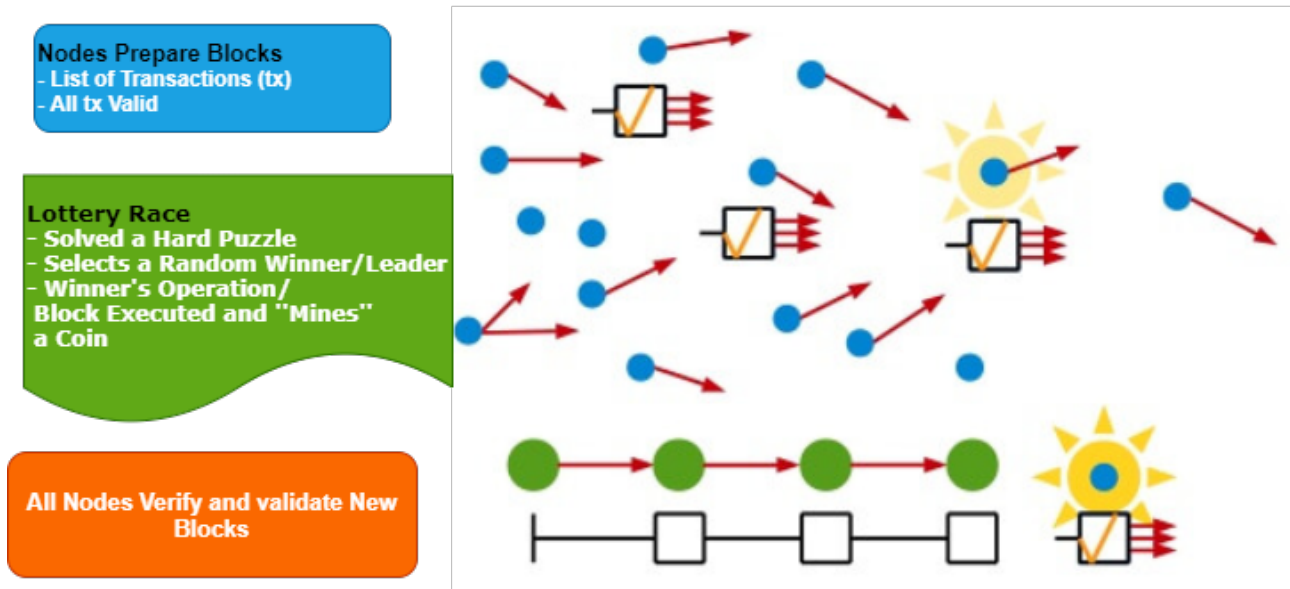 Nodes Prepare Blocks
- List of Transactions (tx)
- All tx Valid
Lottery Race
- Solved a Hard Puzzle
- Selects a Random Winner/Leader
- Winner's Operation/
Block Executed and "Mines"
a Coin
All Nodes Verify and validate New
Blocks